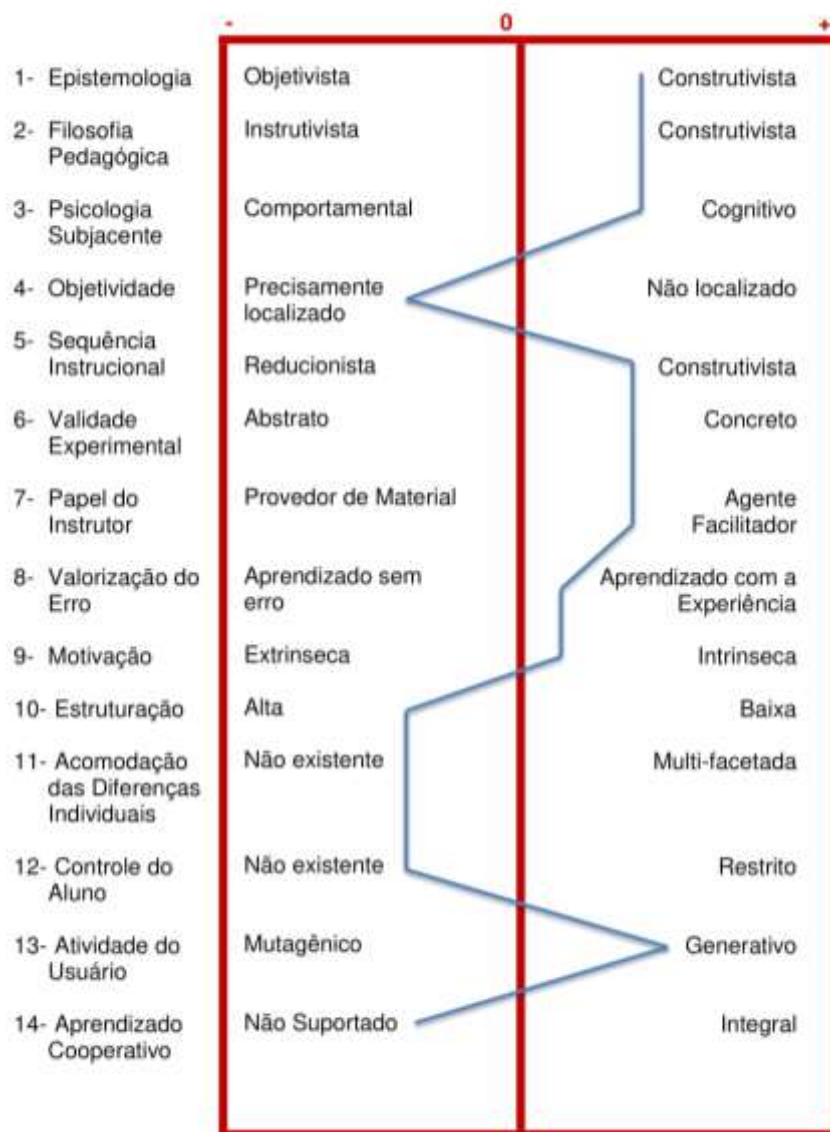 - 0 +
1- Epistemologia Objetivista Construtivista
2- Filosofia Instrutivista Construtivista
Pedagógica
3- Psicologia Comportamental Cognitivo
Subjacente
4- Objetividade Precisamente Não localizado
localizado
5- Sequência
Instrucional Reducionista Construtivista
6- Validade Abstrato Concreto
Experimental
7- Papel do Provedor de Material Agente
Instrutor Facilitador
8- Valorização do Aprendizado sem Aprendizado com a
Erro erro Experiência
9- Motivação Extrinseca Intrinseca
10- Estruturação Alta Baixa
11- Acomodação Não existente Multi-facetada
das Diferenças
Individuais
12- Controle do Não existente Restrito
Aluno
13- Atividade do Mutagênico Generativo
Usuário
14- Aprendizado Não Suportado Integral
Cooperativo